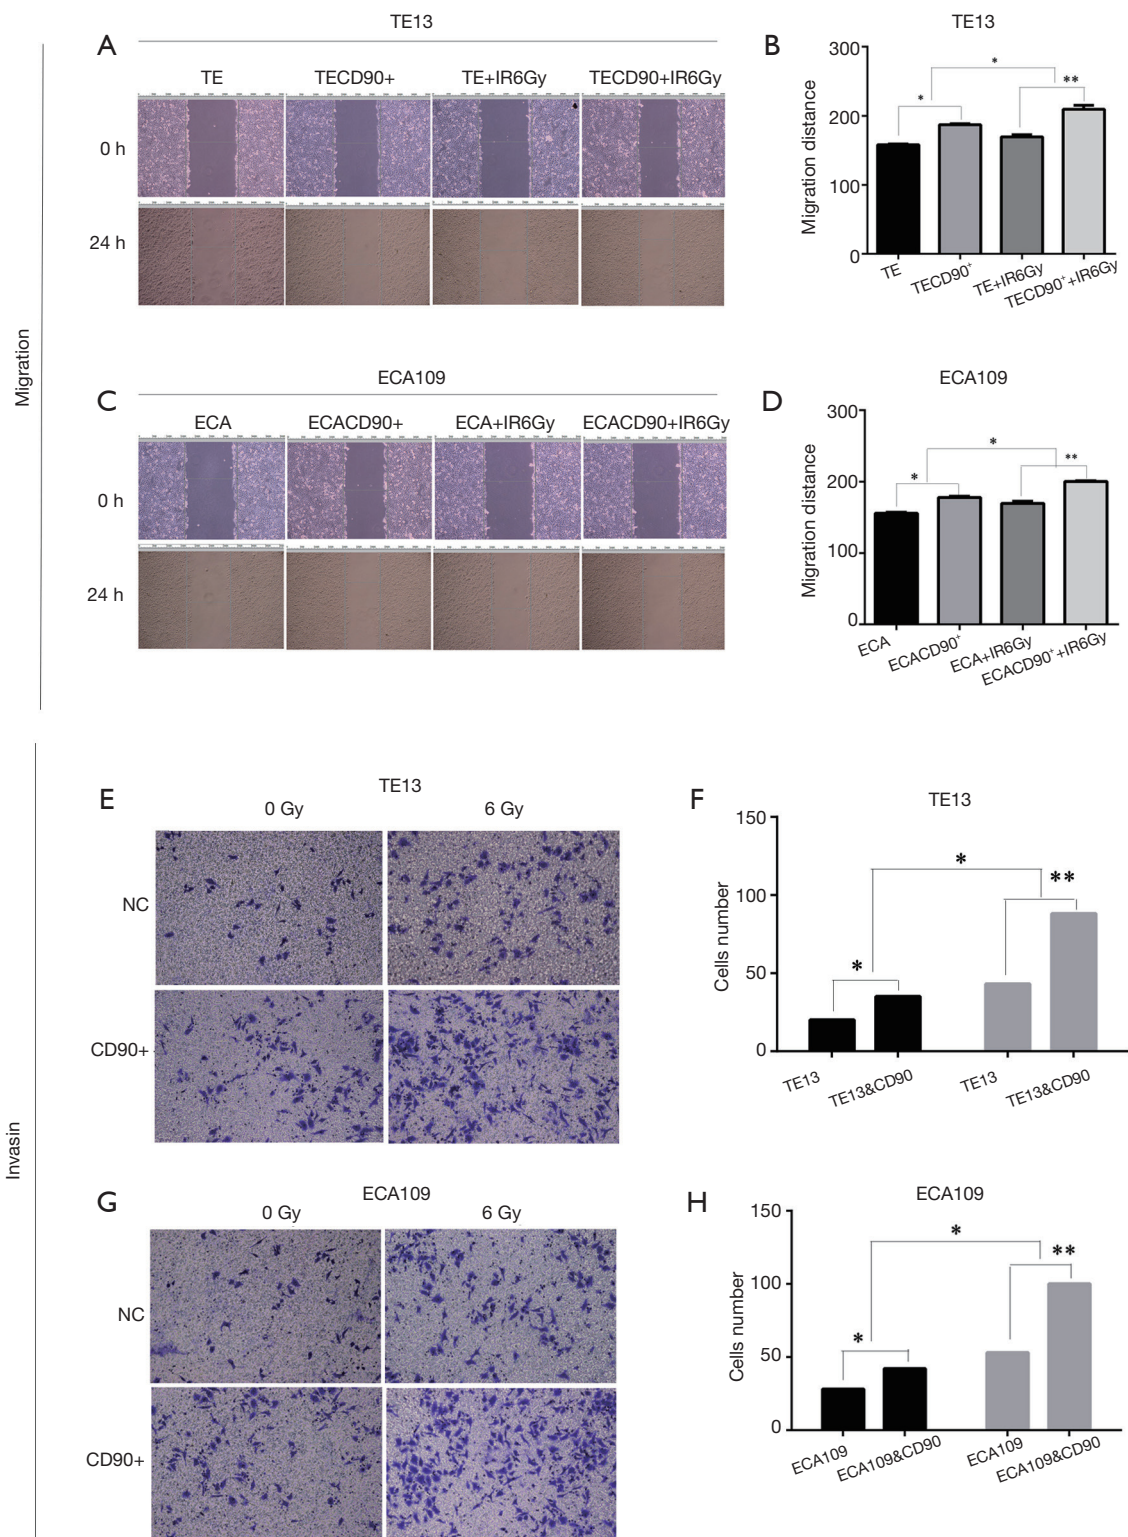 Migration
A
TE13
TE TECD90+ TE+IR6Gy TECD90+IR6Gy
0 h
24 h
B
TE13
Migration distance
300
200
100
0
* * **
TE TECD90+ TE+IR6Gy TECD90++IR6Gy
C
ECA109
ECA ECACD90+ ECA+IR6Gy ECACD90+IR6Gy
0 h
24 h
D
ECA109
Migration distance
300
200
100
0
* * **
ECA ECACD90+ ECA+IR6Gy ECACD90++IR6Gy
Invasin
E
TE13
0 Gy 6 Gy
NC
CD90+
F
TE13
Cells number
150
100
50
0
* * **
TE13 TE13&CD90 TE13 TE13&CD90
G
ECA109
0 Gy 6 Gy
NC
CD90+
H
ECA109
Cells number
150
100
50
0
* * **
ECA109 ECA109&CD90 ECA109 ECA109&CD90